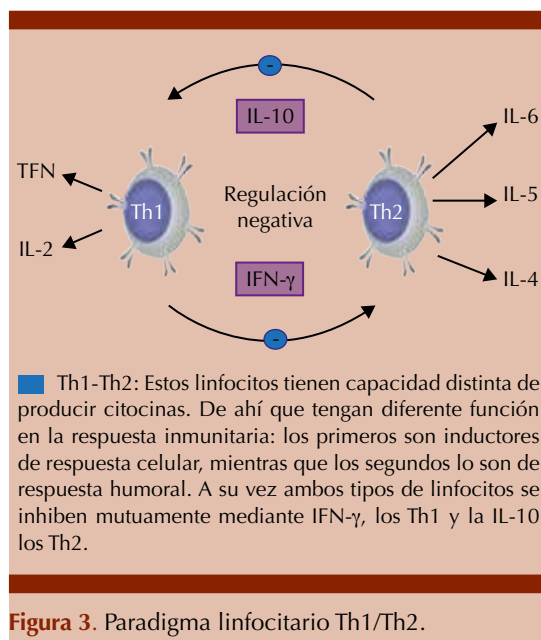 -
IL-10
IL-6
TFN
Th1
Regulación
negativa
Th2
IL-5
IL-2
IFN-γ
IL-4
-
Th1-Th2: Estos linfocitos tienen capacidad distinta de
producir citocinas. De ahí que tengan diferente función
en la respuesta inmunitaria: los primeros son inductores
de respuesta celular, mientras que los segundos lo son de
respuesta humoral. A su vez ambos tipos de linfocitos se
inhiben mutuamente mediante IFN-γ, los Th1 y la IL-10
los Th2.
Figura 3. Paradigma linfocitario Th1/Th2.